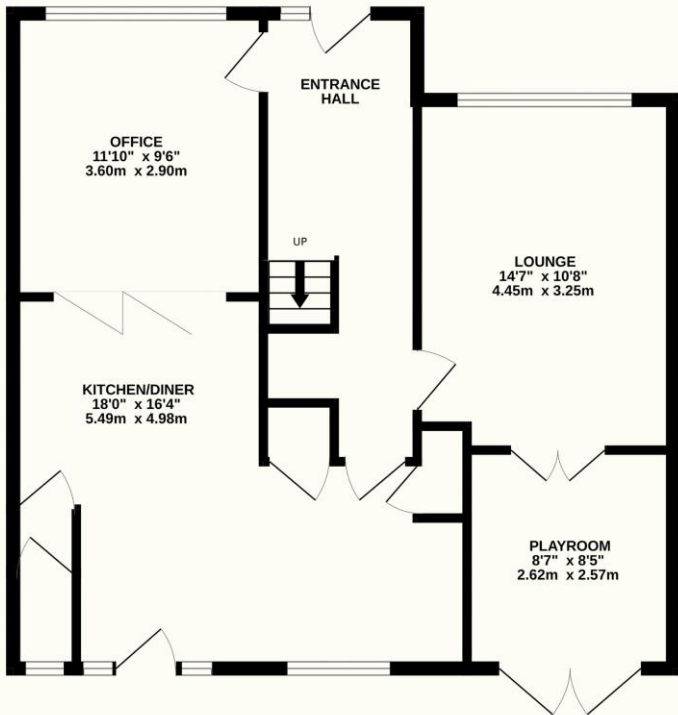 ENTRANCE
HALL
OFFICE
11'10" x 9'6"
3.60m x 2.90m
UP
LOUNGE
14'7" x 10'8"
4.45m x 3.25m
KITCHEN/DINER
18'0" x 16'4"
5.49m x 4.98m
PLAYROOM
8'7" x 8'5"
2.62m x 2.57m